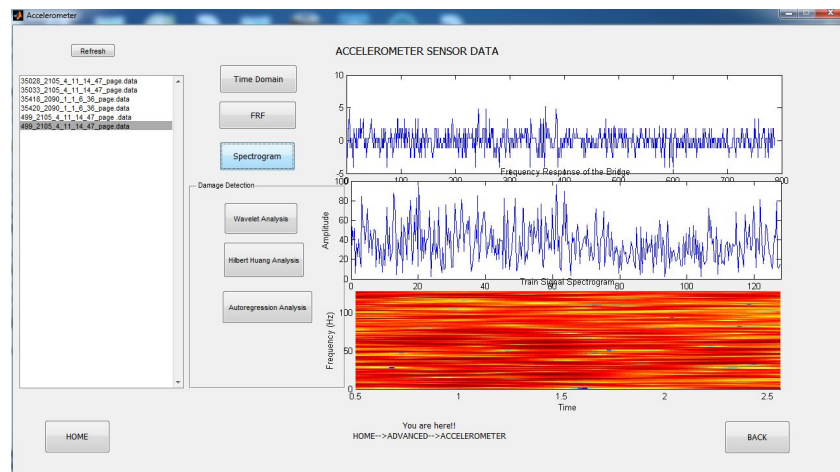 Accelerometer
Refresh
ACCELEROMETER SENSOR DATA
35028_2105_4_11_14_47_page.data
35033_2105_4_11_14_47_page.data
35418_2090_1_1_6_36_page.data
35420_2090_1_1_6_36_page.data
499_2105_4_11_14_47_page.data
499_2105_4_11_14_47_page.data
Time Domain
FRF
Spectrogram
Damage Detection
Wavelet Analysis
Hilbert Huang Analysis
Autoregression Analysis
10
5
0
-5
0 100 200 300 400 500 600 700 800
Frequency Response of the Bridge
Amplitude
100
80
60
40
20
0
0 20 40 60 80 100 120
Train Signal Spectrogram
Frequency (Hz)
100
50
0
0.5 1 1.5 2 2.5
Time
You are here!!
HOME-->ADVANCED-->ACCELEROMETER
HOME
BACK